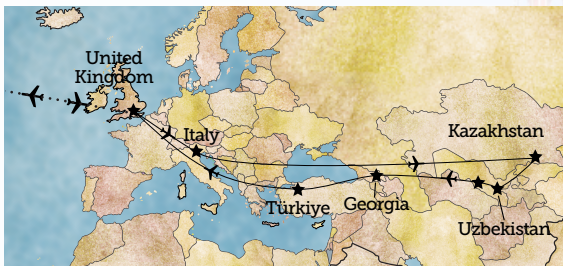 United
Kingdom
Italy
Kazakhstan
Türkiye
Georgia
Uzbekistan